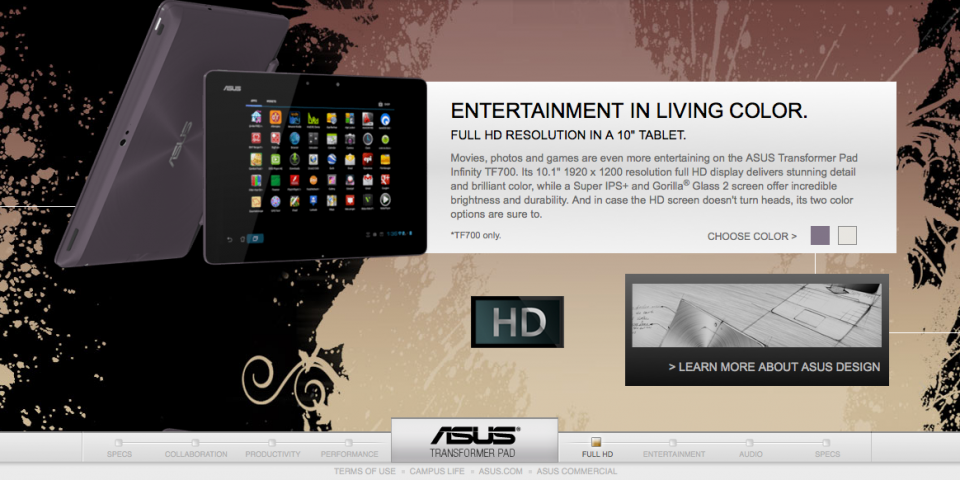 ASUS
ASUS
ENTERTAINMENT IN LIVING COLOR.
FULL HD RESOLUTION IN A 10" TABLET.
Movies, photos and games are even more entertaining on the ASUS Transformer Pad
Infinity TF700. Its 10.1" 1920 x 1200 resolution full HD display delivers stunning detail
and brilliant color, while a Super IPS+ and Gorilla® Glass 2 screen offer incredible
brightness and durability. And in case the HD screen doesn't turn heads, its two color
options are sure to.
*TF700 only.
CHOOSE COLOR >
HD
> LEARN MORE ABOUT ASUS DESIGN
ASUS®
TRANSFORMER PAD
SPECS COLLABORATION PRODUCTIVITY PERFORMANCE FULL HD ENTERTAINMENT AUDIO SPECS
TERMS OF USE » CAMPUS LIFE » ASUS.COM » ASUS COMMERCIAL